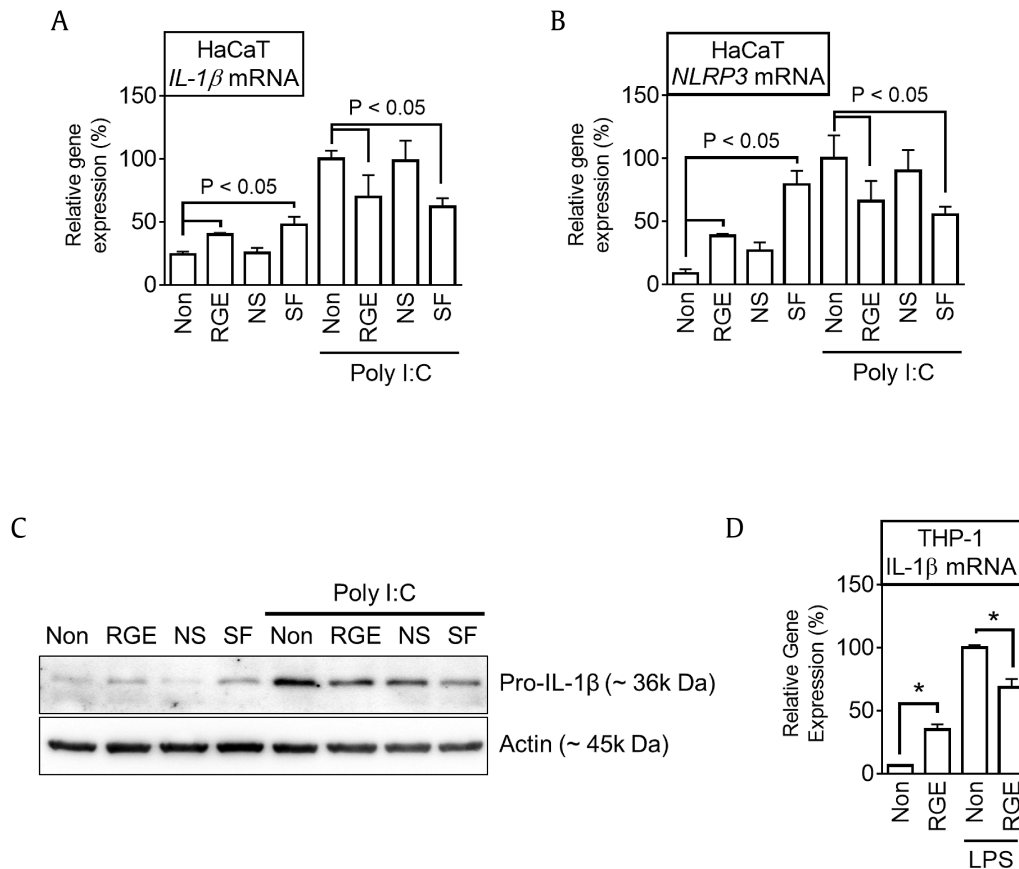 A
HaCaT
IL-1β mRNA
Relative gene
expression (%)
150
100
50
0
P < 0.05
P < 0.05
Non
RGE
NS
SF
Non
RGE
NS
SF
Poly I:C
B
HaCaT
NLRP3 mRNA
Relative gene
expression (%)
150
100
50
0
P < 0.05
P < 0.05
Non
RGE
NS
SF
Non
RGE
NS
SF
Poly I:C
C
Poly I:C
Non RGE NS SF Non RGE NS SF
Pro-IL-1β (~ 36k Da)
Actin (~ 45k Da)
D
THP-1
IL-1β mRNA
Relative Gene
Expression (%)
150
100
50
0
*
*
Non
RGE
Non
RGE
LPS